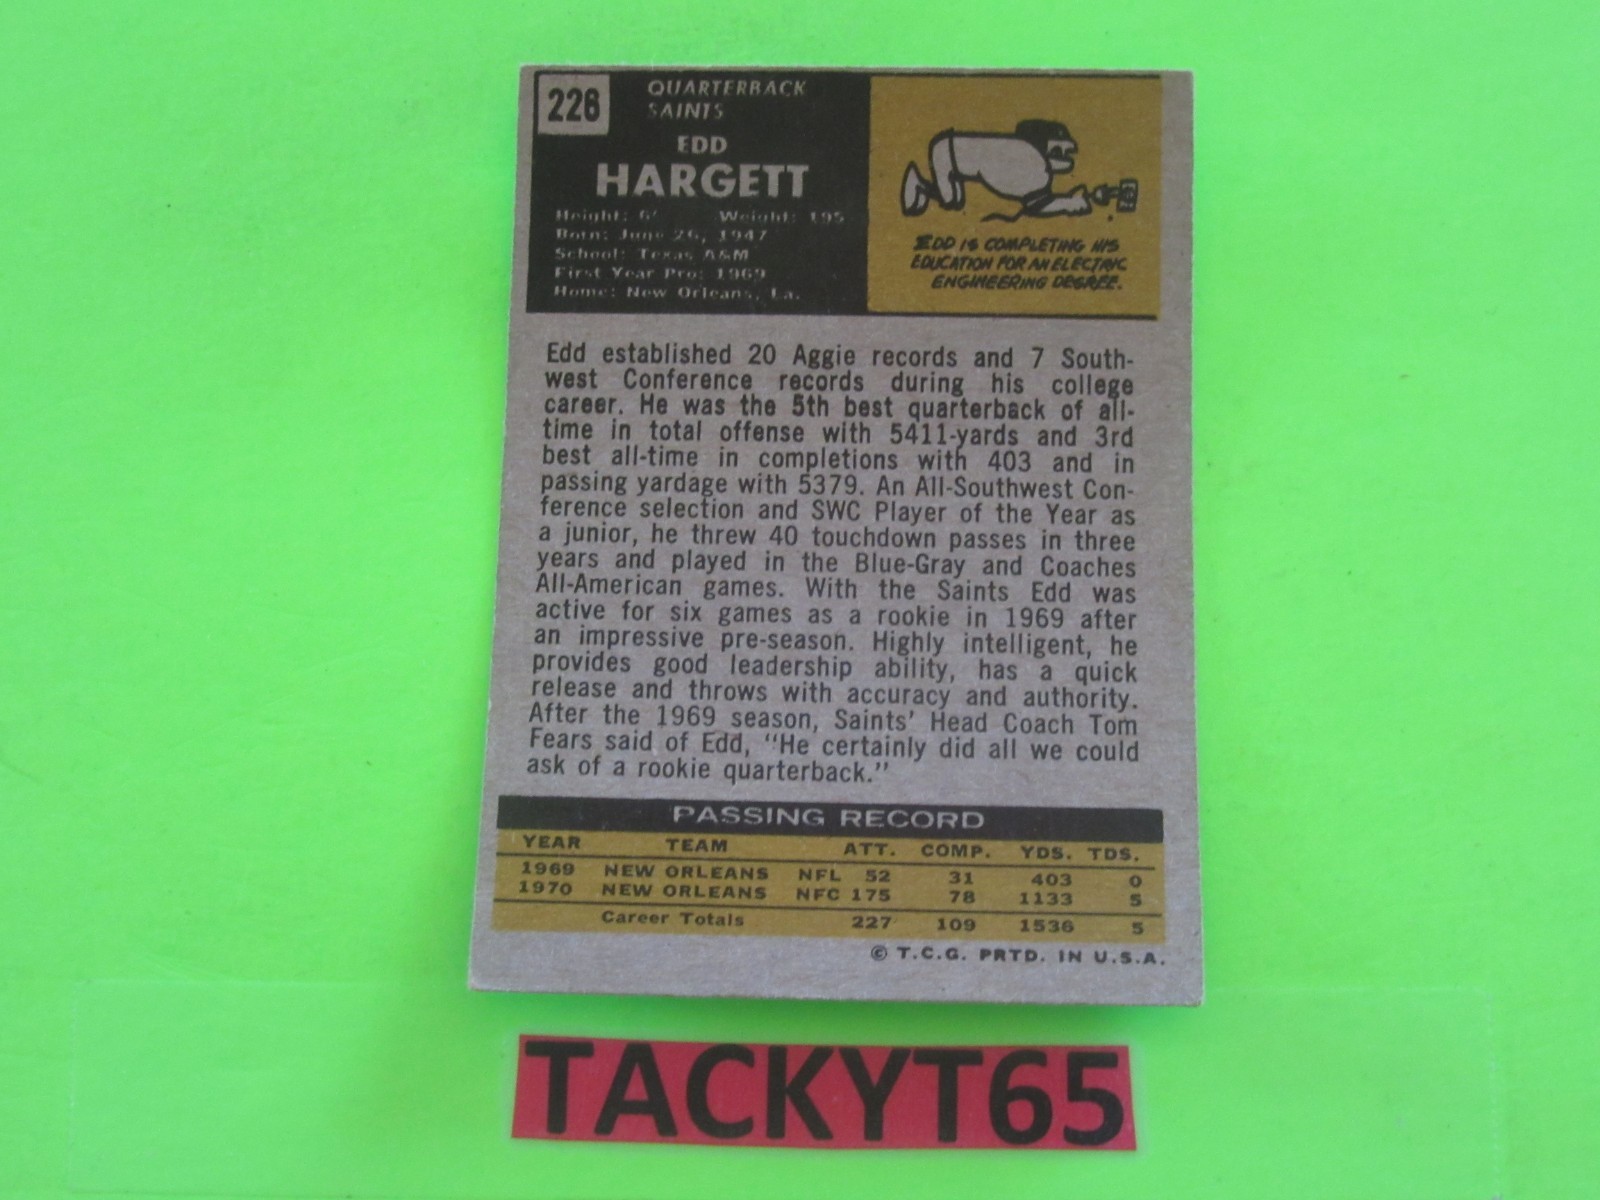 226
QUARTERBACK
SAINTS
EDD
HARGETT
Height: 6' Weight: 195
Born: June 26, 1947
School: Texas A&M
First Year Pro: 1969
Home: New Orleans, La.
EDD IS COMPLETING HIS
EDUCATION FOR AN ELECTRIC
ENGINEERING DEGREE.
Edd established 20 Aggie records and 7 South-
west Conference records during his college
career. He was the 5th best quarterback of all-
time in total offense with 5411-yards and 3rd
best all-time in completions with 403 and in
passing yardage with 5379. An All-Southwest Con-
ference selection and SWC Player of the Year as
a junior, he threw 40 touchdown passes in three
years and played in the Blue-Gray and Coaches
All-American games. With the Saints Edd was
active for six games as a rookie in 1969 after
an impressive pre-season. Highly intelligent, he
provides good leadership ability, has a quick
release and throws with accuracy and authority.
After the 1969 season, Saints' Head Coach Tom
Fears said of Edd, "He certainly did all we could
ask of a rookie quarterback."
PASSING RECORD
YEAR TEAM ATT. COMP. YDS. TDS.
1969 NEW ORLEANS NFL 52 31 403 0
1970 NEW ORLEANS NFC 175 78 1133 5
Career Totals 227 109 1536 5
© T.C.G. PRTD. IN U.S.A.
TACKYT65